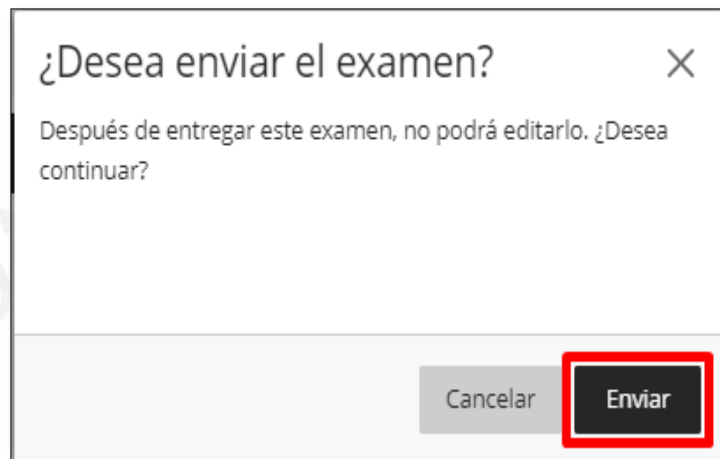 ¿Desea enviar el examen?
Después de entregar este examen, no podrá editarlo. ¿Desea
continuar?
Cancelar
Enviar